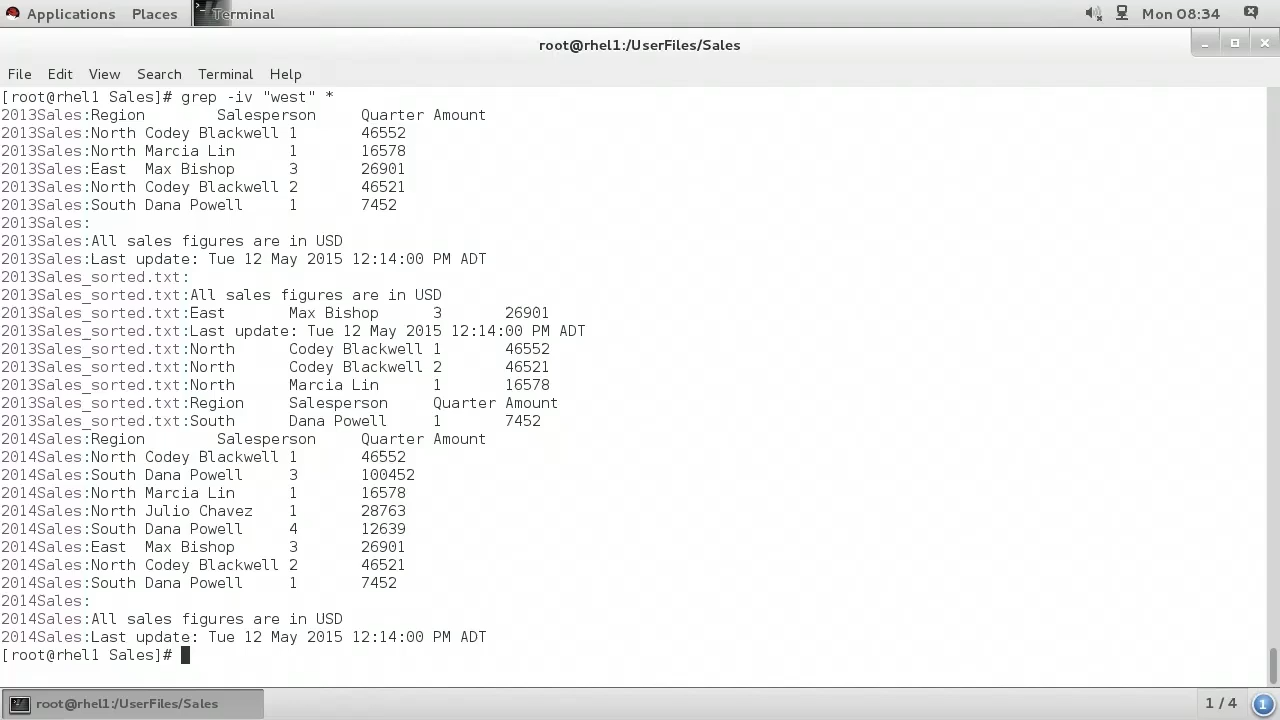 Applications Places Terminal Mon 08:34
root@rhel1:/UserFiles/Sales
File Edit View Search Terminal Help
[root@rhel1 Sales]# grep -iv "west" *
2013Sales:Region        Salesperson     Quarter Amount
2013Sales:North Codey Blackwell 1       46552
2013Sales:North Marcia Lin      1       16578
2013Sales:East  Max Bishop      3       26901
2013Sales:North Codey Blackwell 2       46521
2013Sales:South Dana Powell     1       7452
2013Sales:
2013Sales:All sales figures are in USD
2013Sales:Last update: Tue 12 May 2015 12:14:00 PM ADT
2013Sales_sorted.txt:
2013Sales_sorted.txt:All sales figures are in USD
2013Sales_sorted.txt:East       Max Bishop      3       26901
2013Sales_sorted.txt:Last update: Tue 12 May 2015 12:14:00 PM ADT
2013Sales_sorted.txt:North      Codey Blackwell 1       46552
2013Sales_sorted.txt:North      Codey Blackwell 2       46521
2013Sales_sorted.txt:North      Marcia Lin      1       16578
2013Sales_sorted.txt:Region     Salesperson     Quarter Amount
2013Sales_sorted.txt:South      Dana Powell     1       7452
2014Sales:Region        Salesperson     Quarter Amount
2014Sales:North Codey Blackwell 1       46552
2014Sales:South Dana Powell     3       100452
2014Sales:North Marcia Lin      1       16578
2014Sales:North Julio Chavez    1       28763
2014Sales:South Dana Powell     4       12639
2014Sales:East  Max Bishop      3       26901
2014Sales:North Codey Blackwell 2       46521
2014Sales:South Dana Powell     1       7452
2014Sales:
2014Sales:All sales figures are in USD
2014Sales:Last update: Tue 12 May 2015 12:14:00 PM ADT
[root@rhel1 Sales]#
root@rhel1:/UserFiles/Sales 1 / 4 1